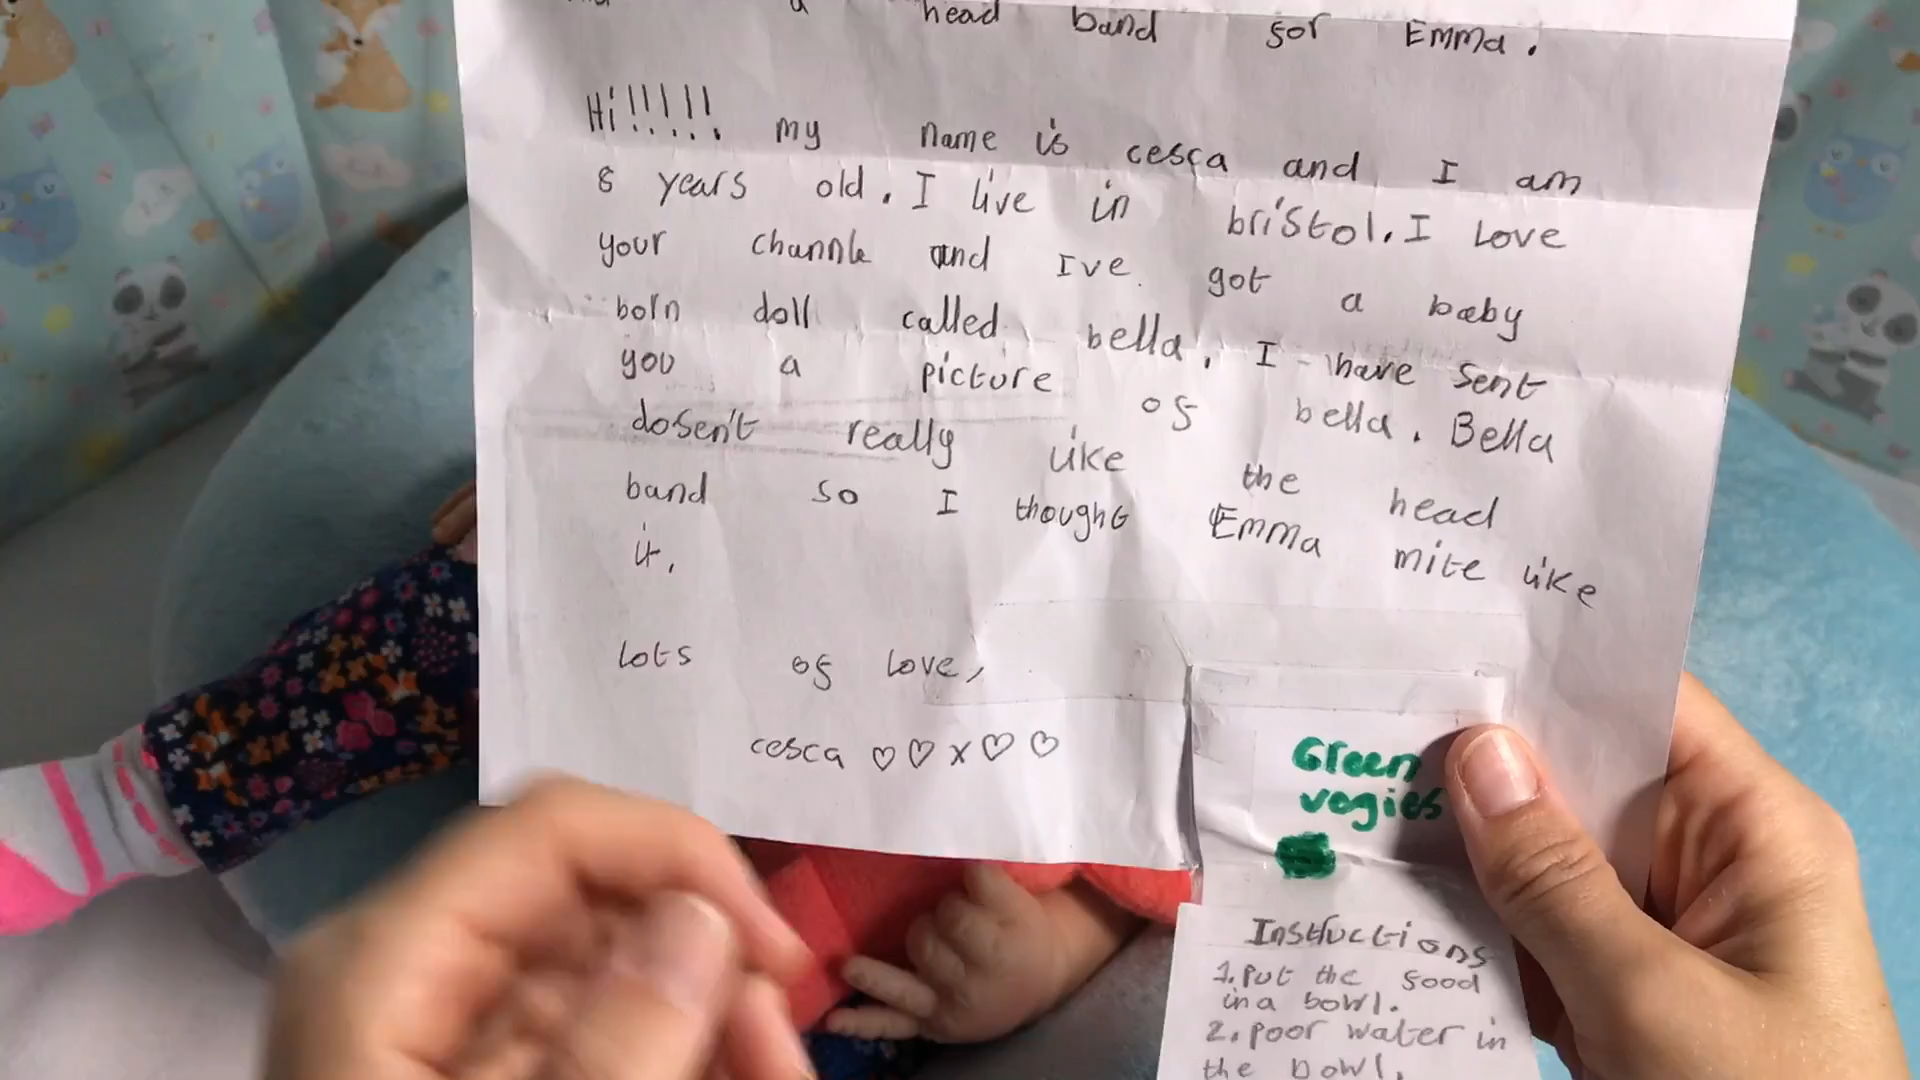 a head band for Emma.
Hi!!!!!! my name is cesca and I am
8 years old. I live in bristol. I Love
your channle and Ive got a baby
born doll called bella. I have sent
you a picture of bella. Bella
dosen't really like the head
band so I thought Emma mite like
it.
Lots of love,
cesca ♡♡x♡♡
Green
vegies
Instructions
1. Put the food
in a bowl.
2. Poor water in
the bowl.